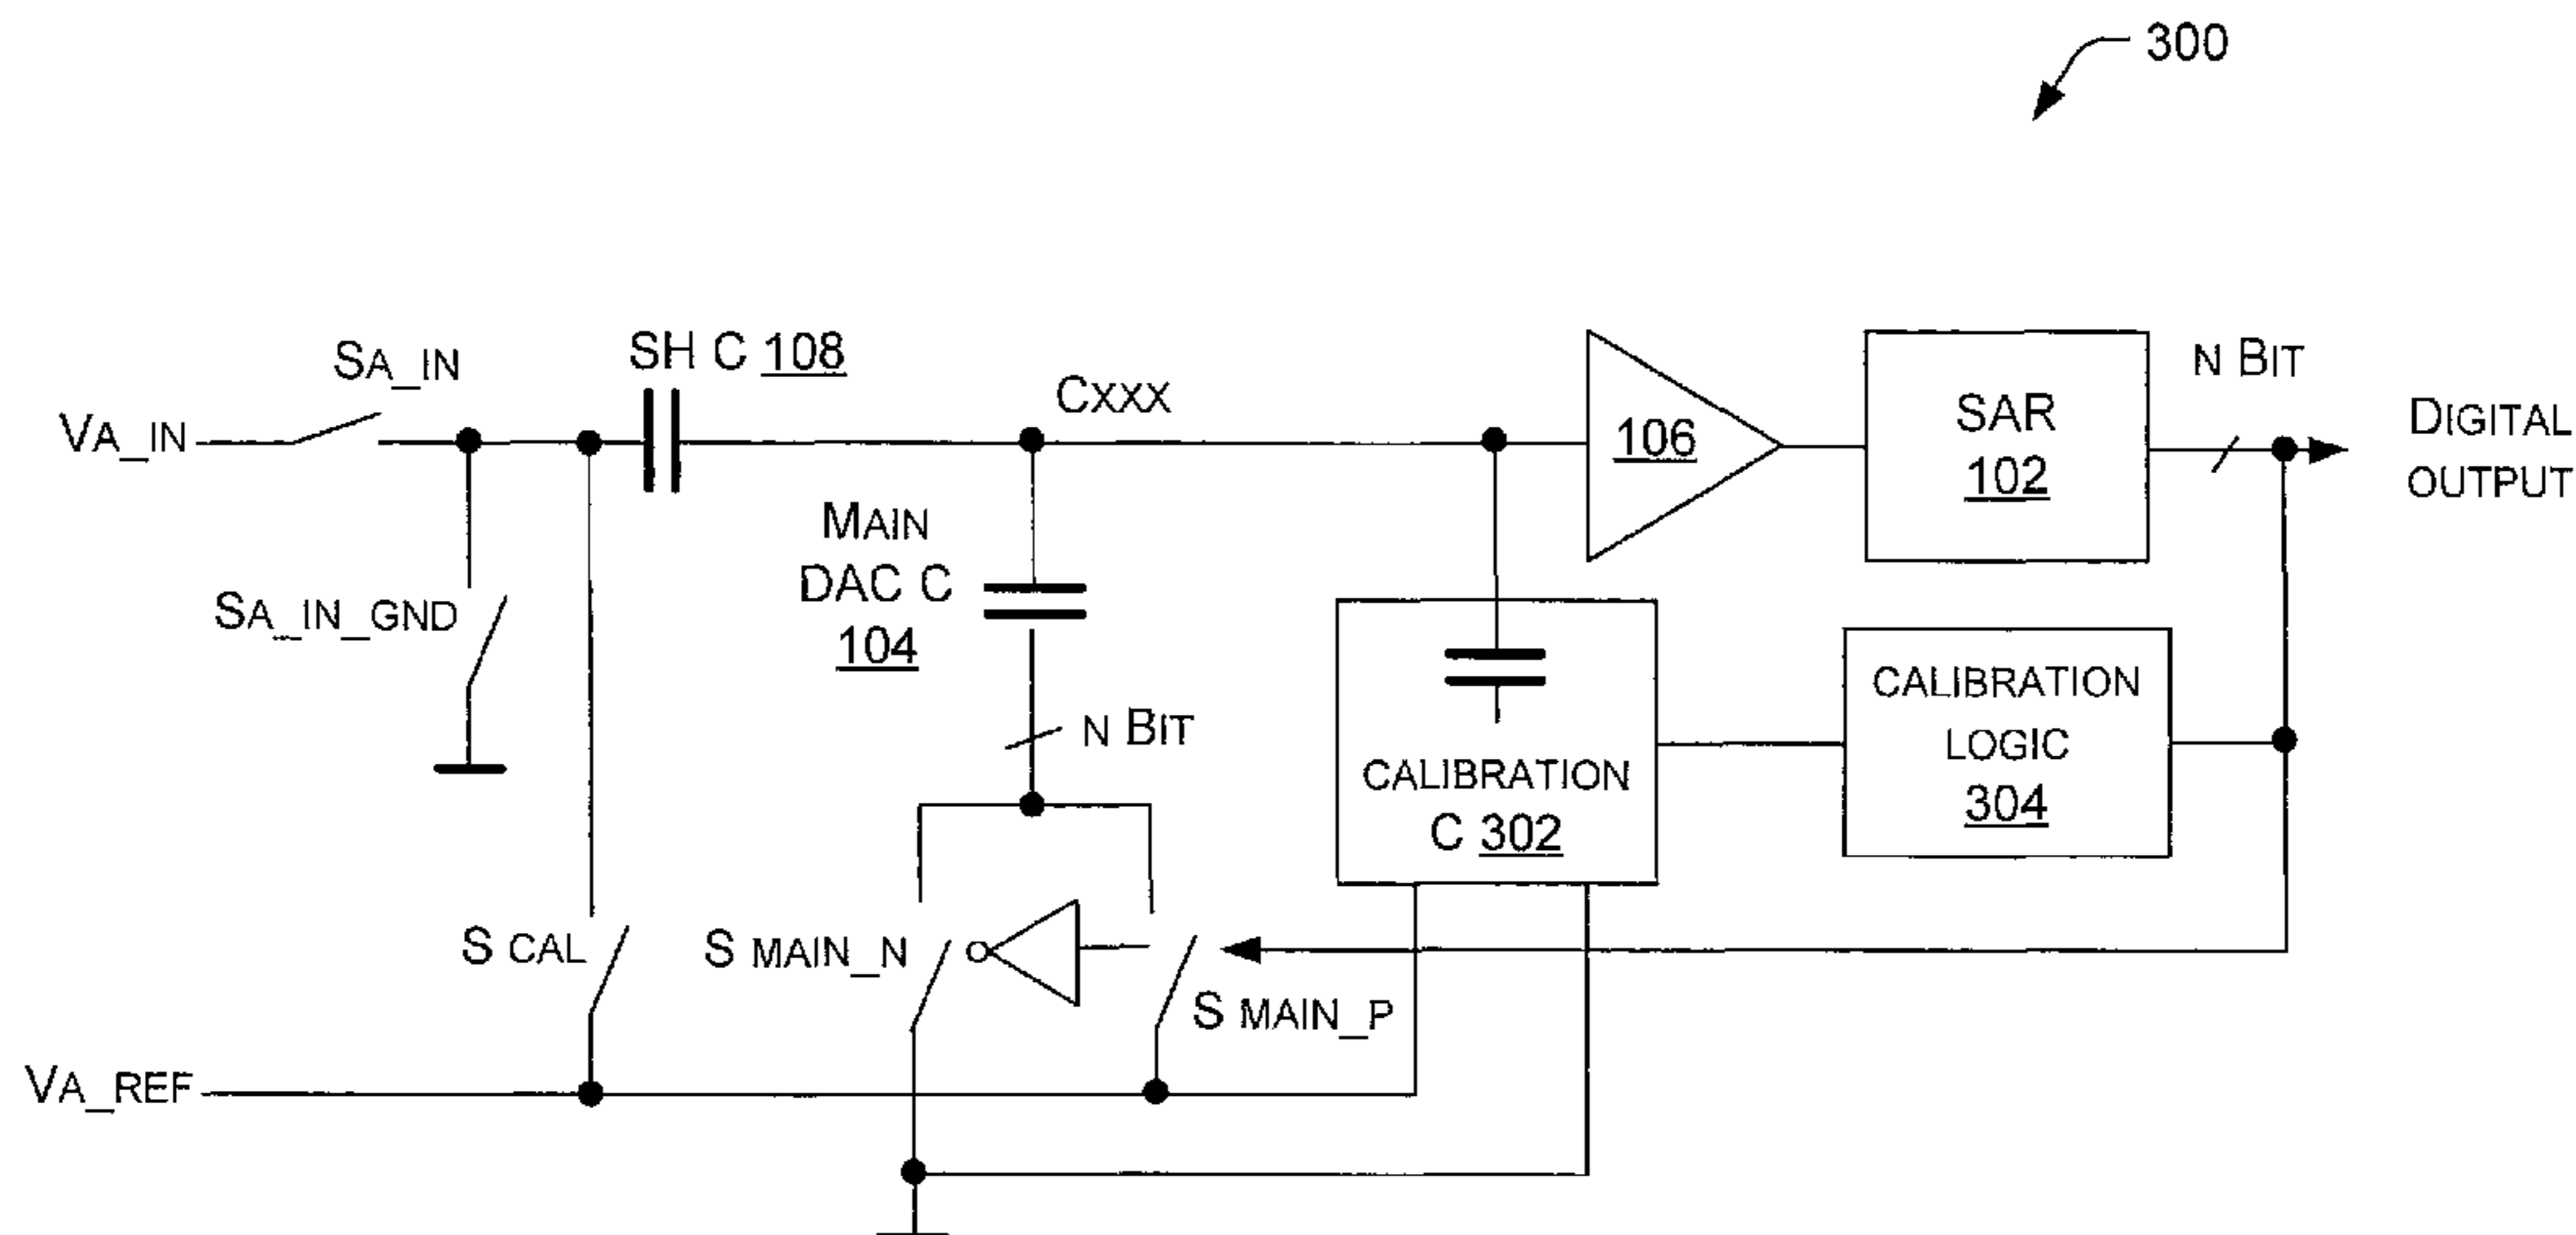 300
SA_IN
VA_IN
SH C 108
CXXX
106
SAR
102
N BIT
DIGITAL
OUTPUT
SA_IN_GND
MAIN
DAC C
104
N BIT
CALIBRATION
C 302
CALIBRATION
LOGIC
304
S CAL
S MAIN_N
S MAIN_P
VA_REF